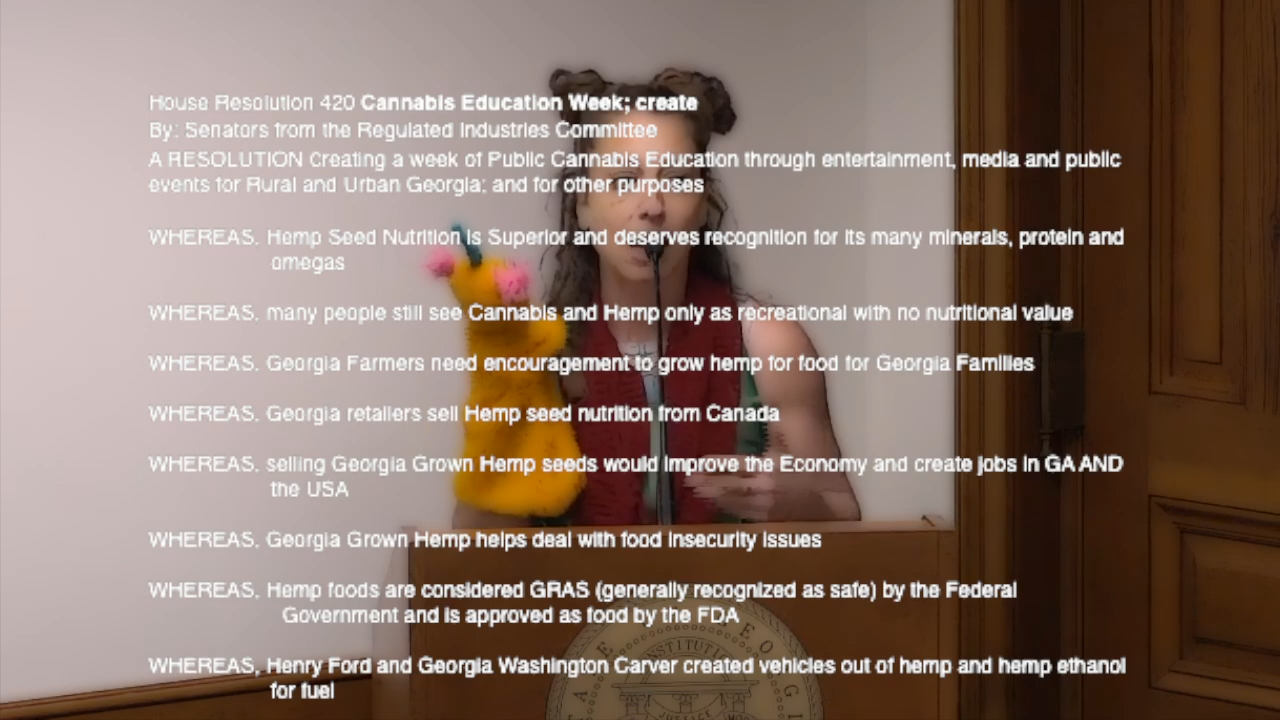 House Resolution 420 Cannabis Education Week; create
By: Senators from the Regulated Industries Committee
A RESOLUTION Creating a week of Public Cannabis Education through entertainment, media and public
events for Rural and Urban Georgia; and for other purposes
WHEREAS, Hemp Seed Nutrition is Superior and deserves recognition for its many minerals, protein and
omegas
WHEREAS, many people still see Cannabis and Hemp only as recreational with no nutritional value
WHEREAS, Georgia Farmers need encouragement to grow hemp for food for Georgia Families
WHEREAS, Georgia retailers sell Hemp seed nutrition from Canada
WHEREAS, selling Georgia Grown Hemp seeds would improve the Economy and create jobs in GA AND
the USA
WHEREAS, Georgia Grown Hemp helps deal with food insecurity issues
WHEREAS, Hemp foods are considered GRAS (generally recognized as safe) by the Federal
Government and is approved as food by the FDA
WHEREAS, Henry Ford and Georgia Washington Carver created vehicles out of hemp and hemp ethanol
for fuel
CONSTITUTION
JUSTICE